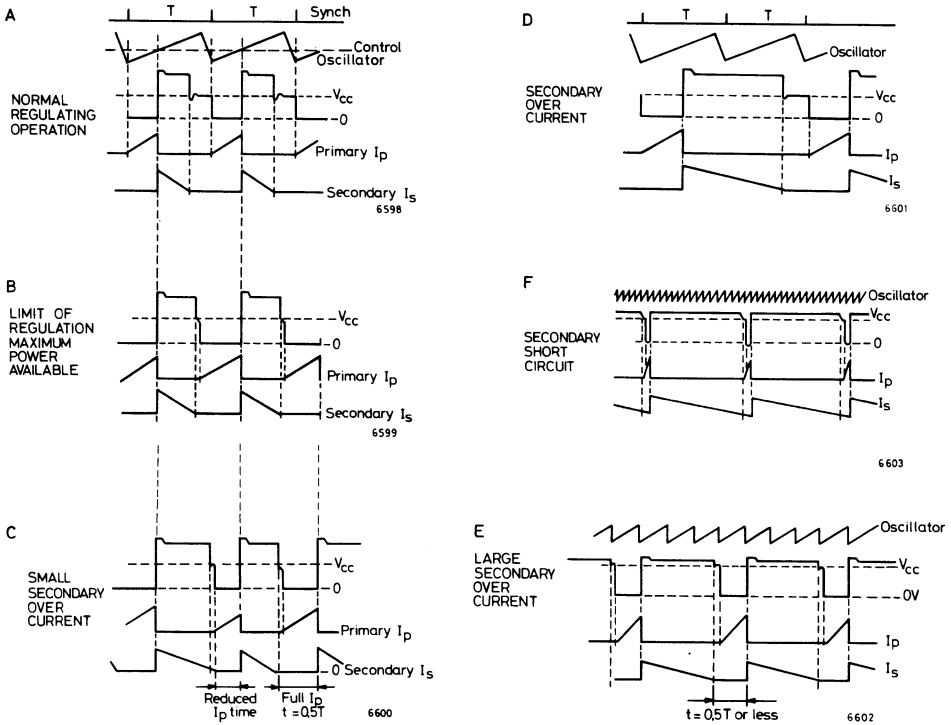 A
T T Synch
Control
Oscillator
NORMAL
REGULATING
OPERATION
Vcc
0
Primary Ip
Secondary Is
6598
B
LIMIT OF
REGULATION
MAXIMUM
POWER
AVAILABLE
Vcc
0
Primary Ip
Secondary Is
6599
C
SMALL
SECONDARY
OVER
CURRENT
Vcc
0
Primary Ip
0 Secondary Is
Reduced
Ip time
Full Ip
t = 0,5T
6600
D
T T
Oscillator
SECONDARY
OVER
CURRENT
Vcc
0
Ip
Is
6601
F
Oscillator
SECONDARY
SHORT
CIRCUIT
Vcc
0
Ip
Is
6603
E
Oscillator
LARGE
SECONDARY
OVER
CURRENT
Vcc
0V
Ip
Is
t = 0,5T or less
6602